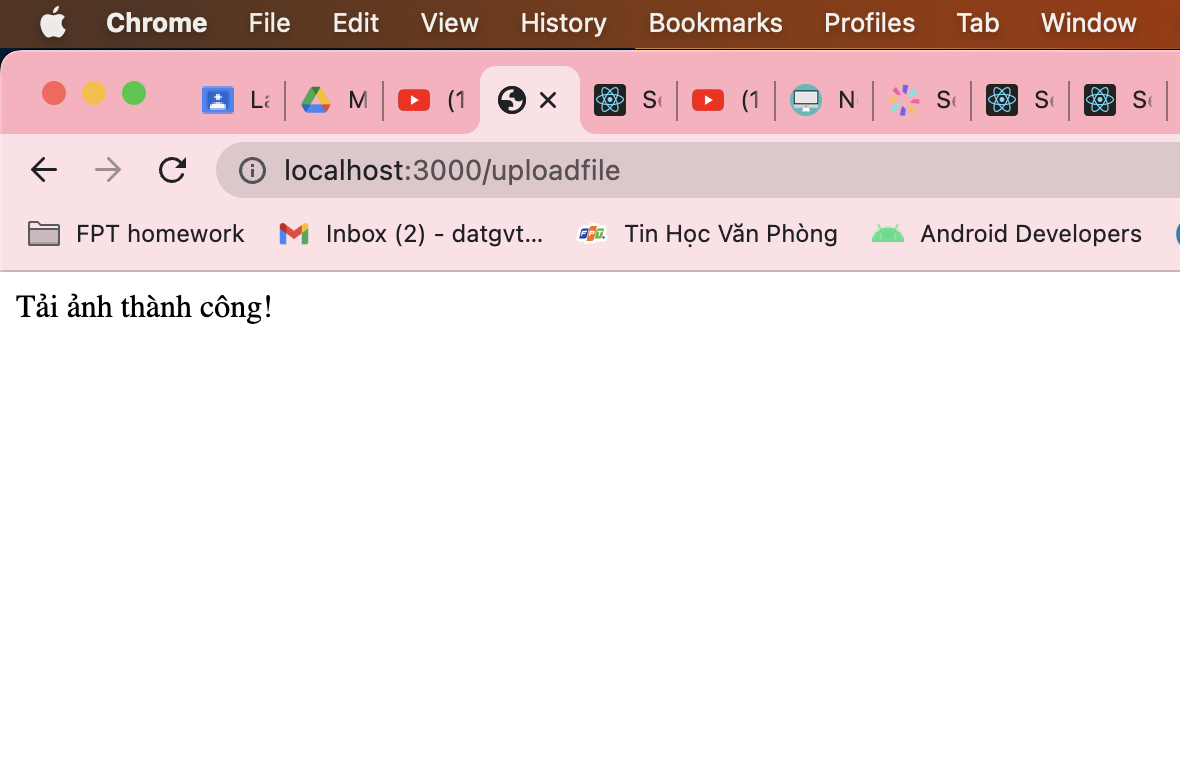 Chrome File Edit View History Bookmarks Profiles Tab Window
(1 (1 N
localhost:3000/uploadfile
FPT homework Inbox (2) - datgvt... FPT Tin Học Văn Phòng Android Developers
Tải ảnh thành công!